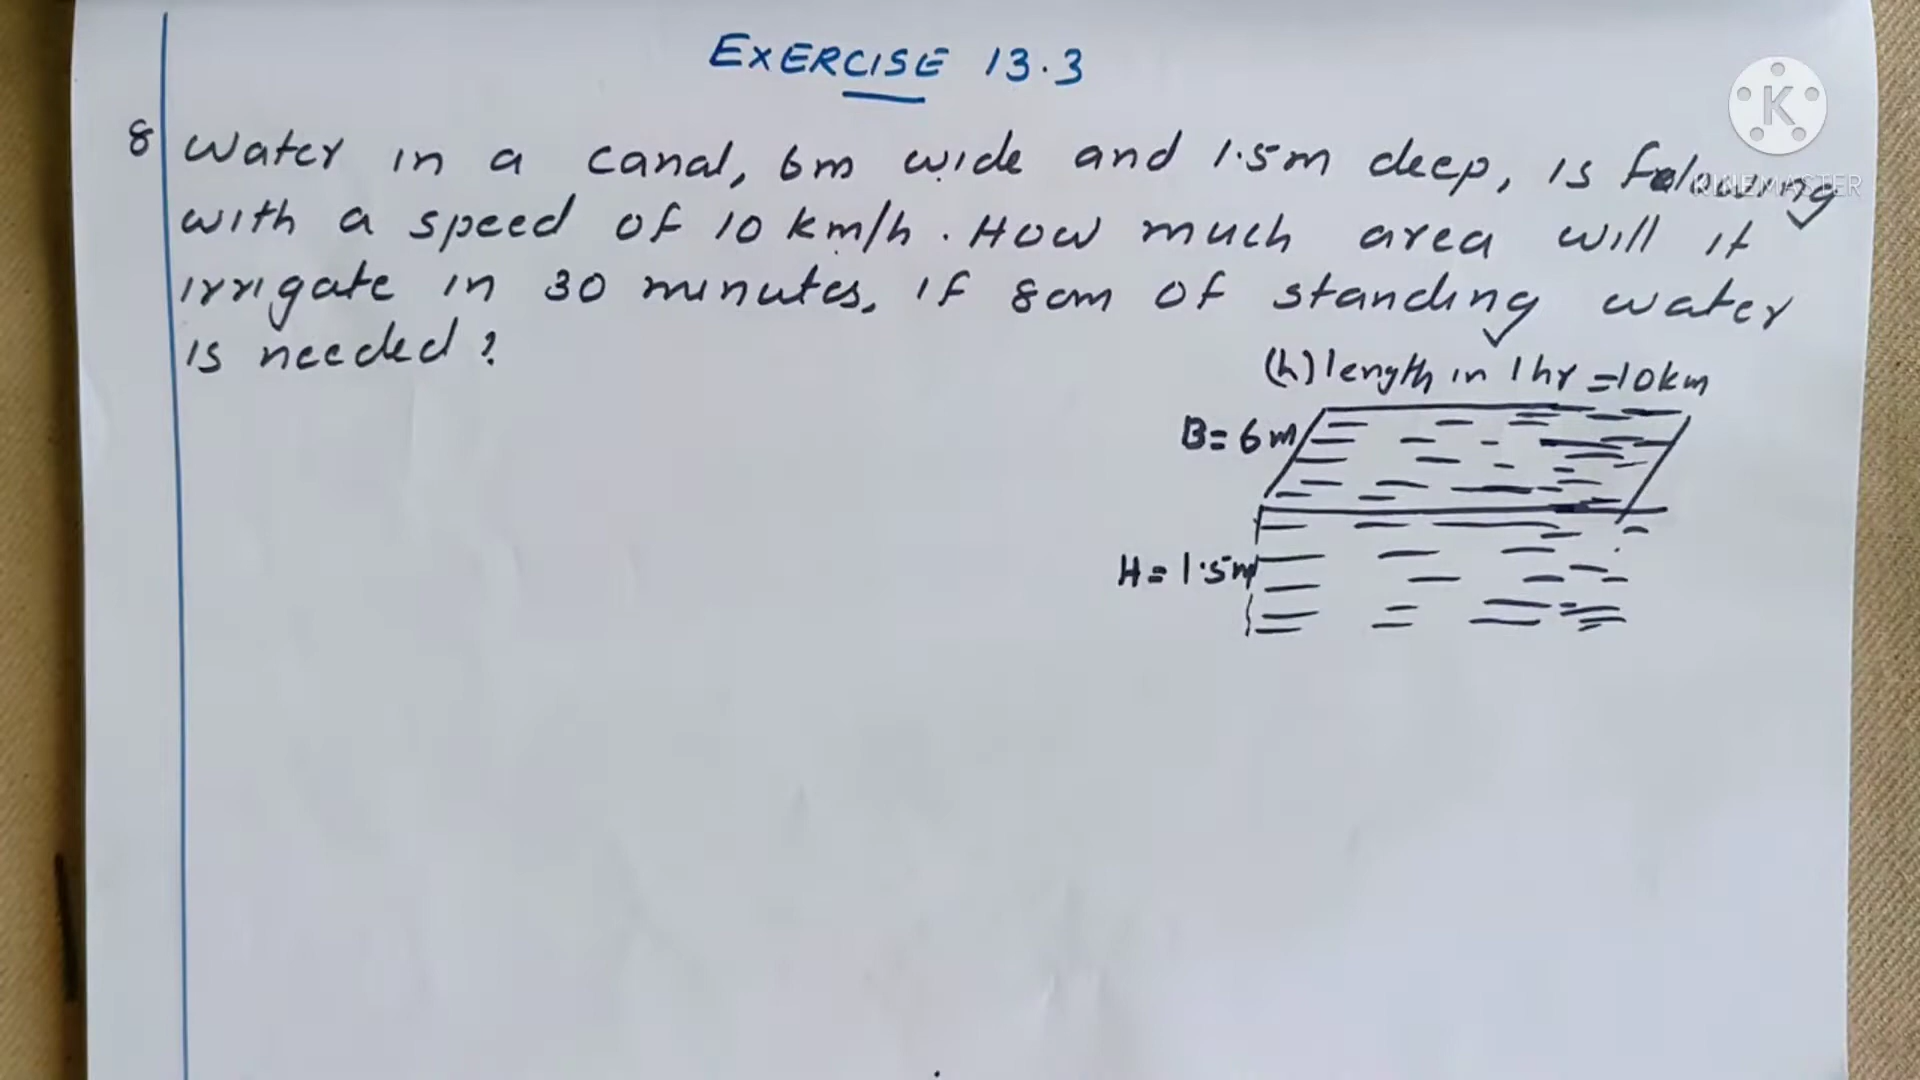 EXERCISE 13.3
8 Water in a canal, 6m wide and 1.5m deep, is
with a speed of 10 km/h. How much area will it
irrigate in 30 minutes, if 8cm of standing water
is needed?
(h) length in 1hr = 10km
B = 6m
H = 1.5m
K
KINEMASTER